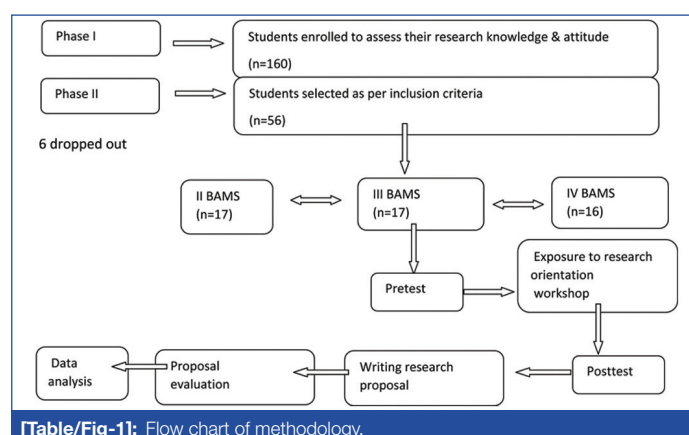 Phase I
Students enrolled to assess their research knowledge & attitude
(n=160)
Phase II
Students selected as per inclusion criteria
(n=56)
6 dropped out
II BAMS
(n=17)
III BAMS
(n=17)
IV BAMS
(n=16)
Pretest
Exposure to research
orientation
workshop
Data
analysis
Proposal
evaluation
Writing research
proposal
Posttest
[Table/Fig-1]: Flow chart of methodology.